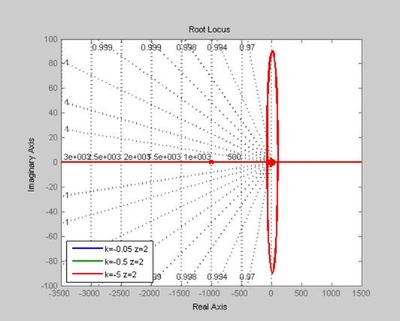 Root Locus
100
0.999 0.999 0.998 0.994 0.97
80
60
40
20
3e+003 2.5e+003 2e+003 1.5e+003 1e+003 500
0
-20
-40
-60
-80
-100
0.998 0.994 0.97
k=-0.05 z=2
k=-0.5 z=2
k=-5 z=2
-3500 -3000 -2500 -2000 -1500 -1000 -500 0 500 1000 1500
Real Axis
Imaginary Axis